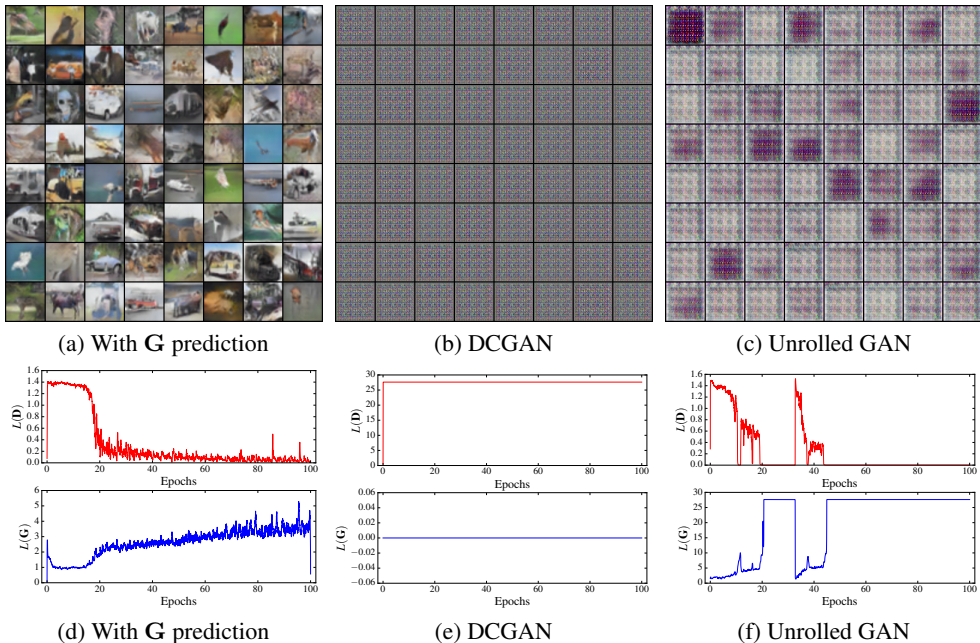 (a) With G prediction
(b) DCGAN
(c) Unrolled GAN
1.6
1.4
1.2
1.0
0.8
0.6
0.4
0.2
0.0
L(D)
0 20 40 60 80 100
Epochs
30
25
20
15
10
5
0
L(D)
0 20 40 60 80 100
Epochs
1.6
1.4
1.2
1.0
0.8
0.6
0.4
0.2
0.0
L(D)
0 20 40 60 80 100
Epochs
6
5
4
3
2
1
0
L(G)
0 20 40 60 80 100
Epochs
0.06
0.04
0.02
0.00
−0.02
−0.04
−0.06
L(G)
0 20 40 60 80 100
Epochs
30
25
20
15
10
5
0
L(G)
0 20 40 60 80 100
Epochs
(d) With G prediction
(e) DCGAN
(f) Unrolled GAN